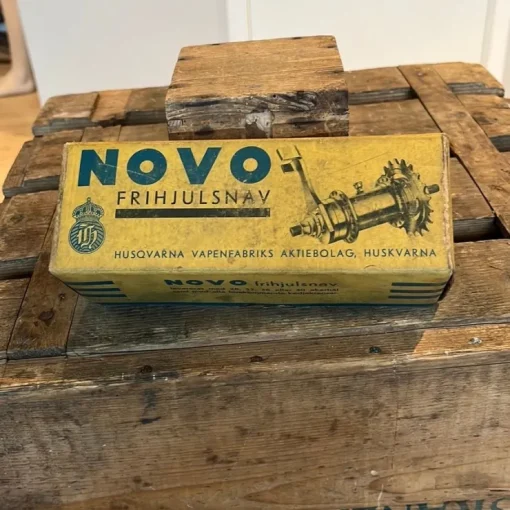 NOVO
FRIHJULSNAV
HUSQVARNA VAPENFABRIKS AKTIEBOLAG, HUSKVARNA
NOVO frihjulsnav